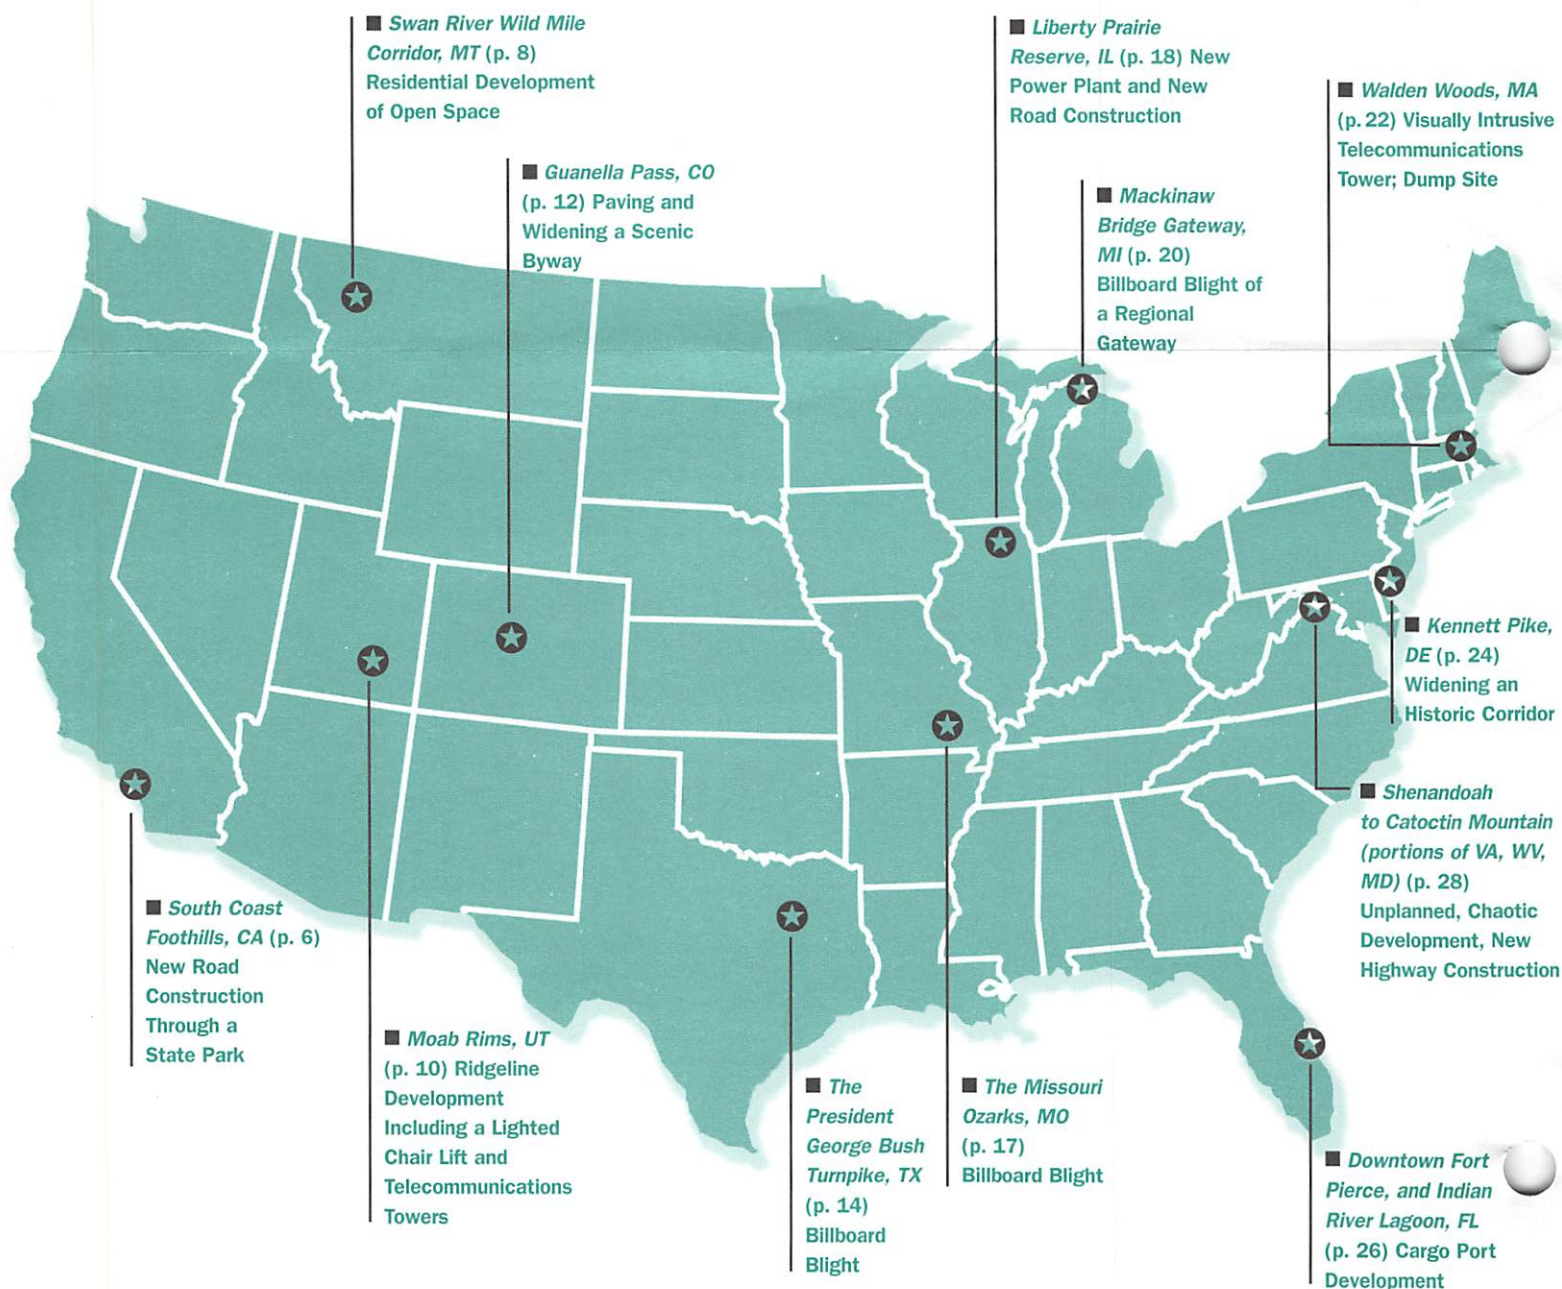 ■ Swan River Wild Mile
Corridor, MT (p. 8)
Residential Development
of Open Space
■ Liberty Prairie
Reserve, IL (p. 18) New
Power Plant and New
Road Construction
■ Walden Woods, MA
(p. 22) Visually Intrusive
Telecommunications
Tower; Dump Site
■ Guanella Pass, CO
(p. 12) Paving and
Widening a Scenic
Byway
■ Mackinaw
Bridge Gateway,
MI (p. 20)
Billboard Blight of
a Regional
Gateway
■ Kennett Pike,
DE (p. 24)
Widening an
Historic Corridor
■ Shenandoah
to Catoctin Mountain
(portions of VA, WV,
MD) (p. 28)
Unplanned, Chaotic
Development, New
Highway Construction
■ South Coast
Foothills, CA (p. 6)
New Road
Construction
Through a
State Park
■ Moab Rims, UT
(p. 10) Ridgeline
Development
Including a Lighted
Chair Lift and
Telecommunications
Towers
■ The
President
George Bush
Turnpike, TX
(p. 14)
Billboard
Blight
■ The Missouri
Ozarks, MO
(p. 17)
Billboard Blight
■ Downtown Fort
Pierce, and Indian
River Lagoon, FL
(p. 26) Cargo Port
Development